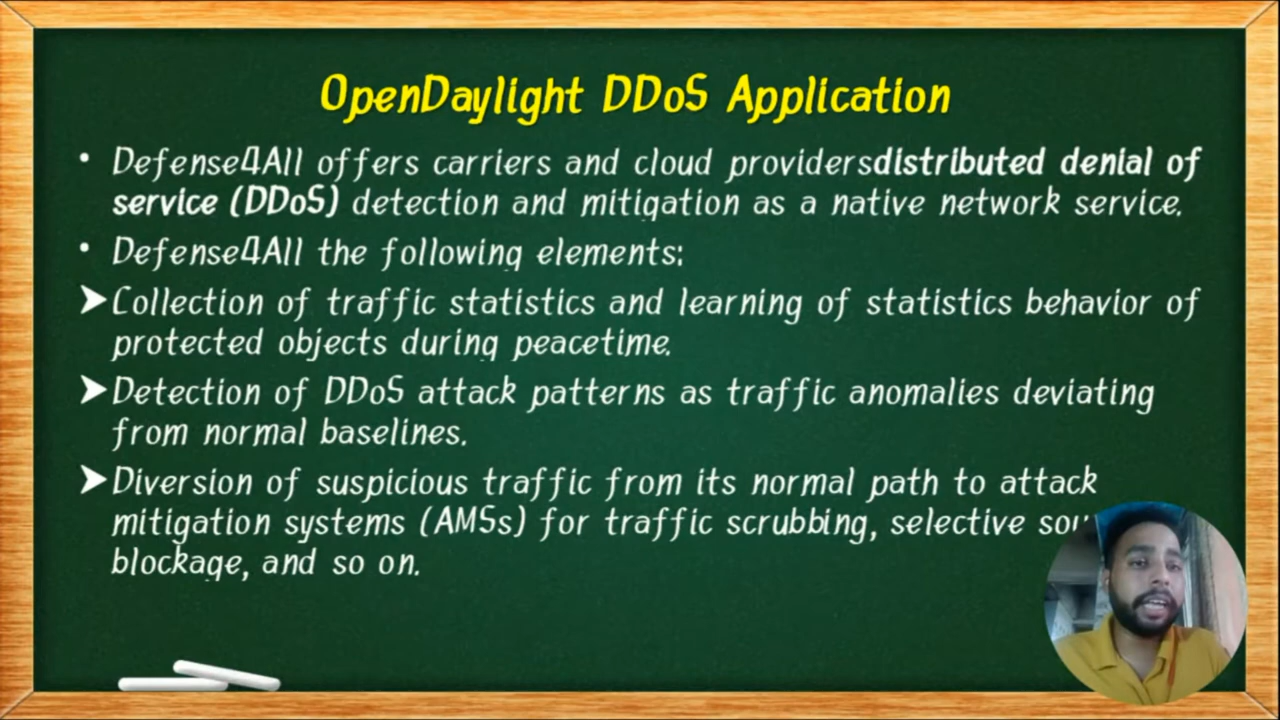 OpenDaylight DDoS Application
• Defense4All offers carriers and cloud providersdistributed denial of
service (DDoS) detection and mitigation as a native network service.
• Defense4All the following elements:
➤Collection of traffic statistics and learning of statistics behavior of
protected objects during peacetime.
➤Detection of DDoS attack patterns as traffic anomalies deviating
from normal baselines.
➤Diversion of suspicious traffic from its normal path to attack
mitigation systems (AMSs) for traffic scrubbing, selective
blockage, and so on.